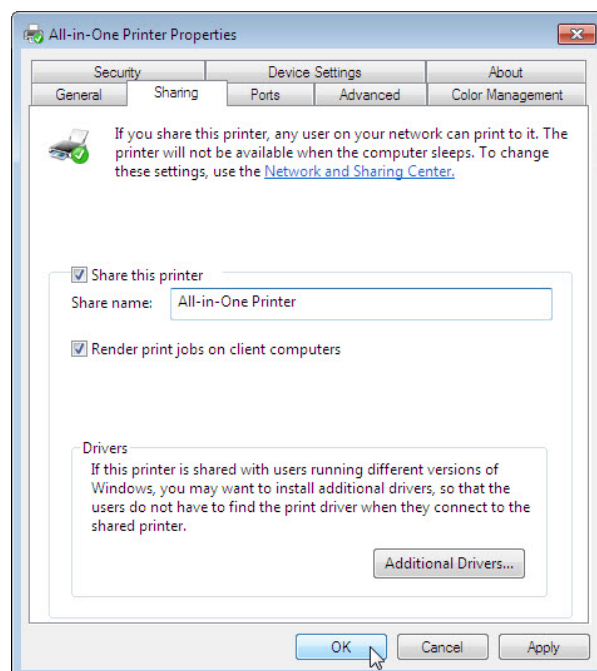 All-in-One Printer Properties
Security Device Settings About
General Sharing Ports Advanced Color Management
If you share this printer, any user on your network can print to it. The
printer will not be available when the computer sleeps. To change
these settings, use the Network and Sharing Center.
Share this printer
Share name: All-in-One Printer
Render print jobs on client computers
Drivers
If this printer is shared with users running different versions of
Windows, you may want to install additional drivers, so that the
users do not have to find the print driver when they connect to the
shared printer.
Additional Drivers...
OK Cancel Apply